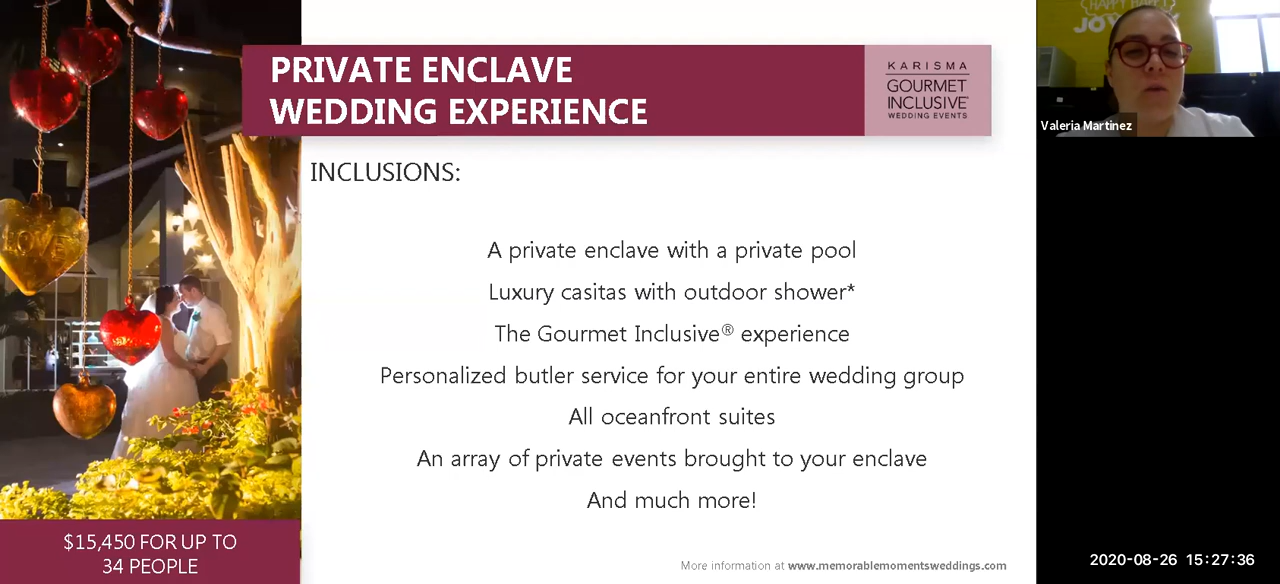 PRIVATE ENCLAVE
WEDDING EXPERIENCE
KARISMA
GOURMET
INCLUSIVE
WEDDING EVENTS
INCLUSIONS:
A private enclave with a private pool
Luxury casitas with outdoor shower*
The Gourmet Inclusive® experience
Personalized butler service for your entire wedding group
All oceanfront suites
An array of private events brought to your enclave
And much more!
$15,450 FOR UP TO
34 PEOPLE
More information at www.memorablemomentsweddings.com
HAPPY HAPPY
Valeria Martinez
2020-08-26 15:27:36